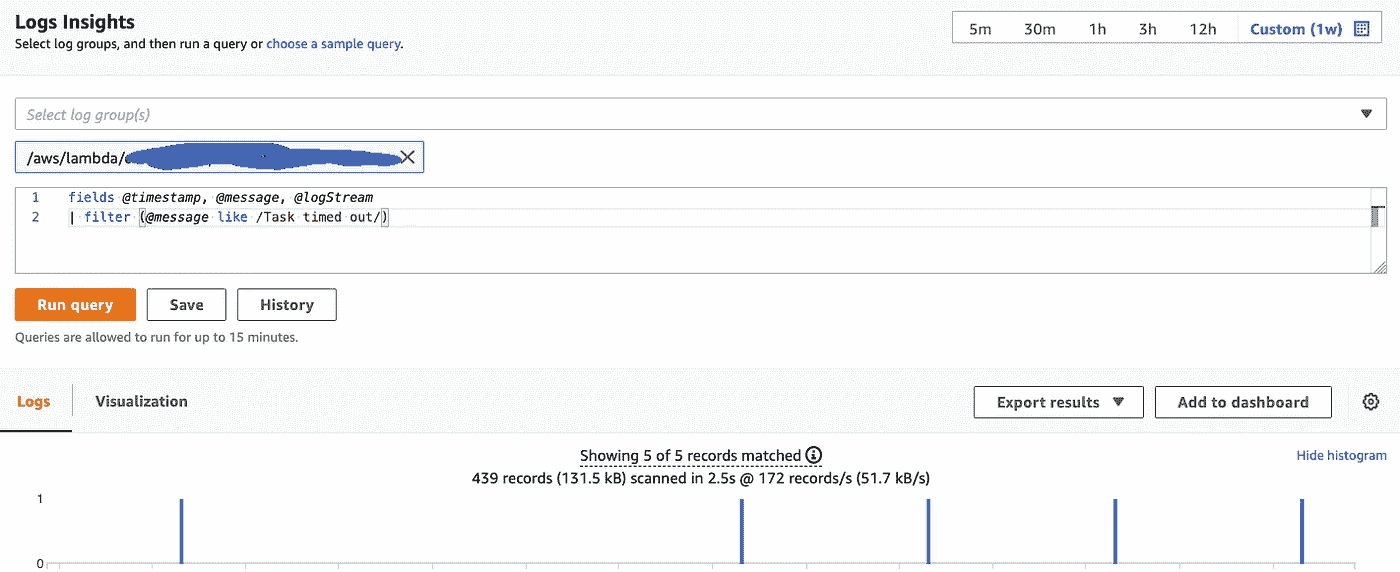 Logs Insights
Select log groups, and then run a query or choose a sample query.
5m 30m 1h 3h 12h Custom (1w)
Select log group(s)
/aws/lambda/
1 fields @timestamp, @message, @logStream
2 | filter (@message like /Task timed out/)
Run query Save History
Queries are allowed to run for up to 15 minutes.
Logs Visualization Export results Add to dashboard
Showing 5 of 5 records matched
Hide histogram
439 records (131.5 kB) scanned in 2.5s @ 172 records/s (51.7 kB/s)
1
0